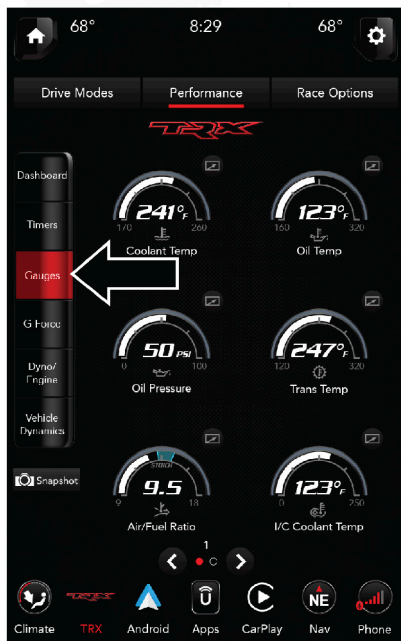 68° 8:29 68°
Drive Modes Performance Race Options
TRX
Dashboard
Timers
Gauges
G Force
Dyno/
Engine
Vehicle
Dynamics
Snapshot
241°F
170 260
Coolant Temp
123°F
160 320
Oil Temp
50 PSI
0 100
Oil Pressure
247°F
120 320
Trans Temp
STOICH
9.5
9 18
Air/Fuel Ratio
123°F
0 250
I/C Coolant Temp
1
NE
Climate TRX Android Apps CarPlay Nav Phone